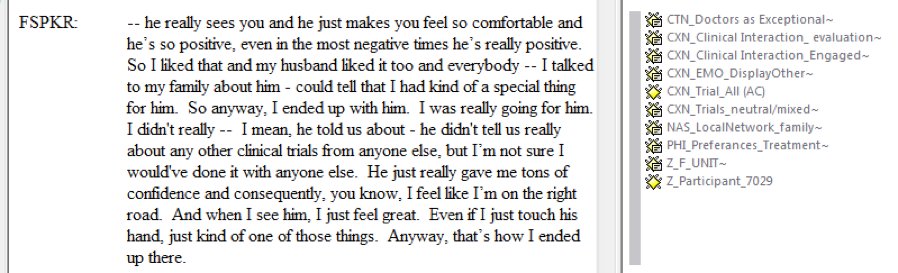 FSPKR: -- he really sees you and he just makes you feel so comfortable and
he's so positive, even in the most negative times he's really positive.
So I liked that and my husband liked it too and everybody -- I talked
to my family about him - could tell that I had kind of a special thing
for him. So anyway, I ended up with him. I was really going for him.
I didn't really -- I mean, he told us about - he didn't tell us really
about any other clinical trials from anyone else, but I'm not sure I
would've done it with anyone else. He just really gave me tons of
confidence and consequently, you know, I feel like I'm on the right
road. And when I see him, I just feel great. Even if I just touch his
hand, just kind of one of those things. Anyway, that's how I ended
up there.
CTN_Doctors as Exceptional~
CXN_Clinical Interaction_ evaluation~
CXN_Clinical Interaction_Engaged~
CXN_EMO_DisplayOther~
CXN_Trial_All (AC)
CXN_Trials_neutral/mixed~
NAS_LocalNetwork_family~
PHI_Preferances_Treatment~
Z_F_UNIT~
Z_Participant_7029